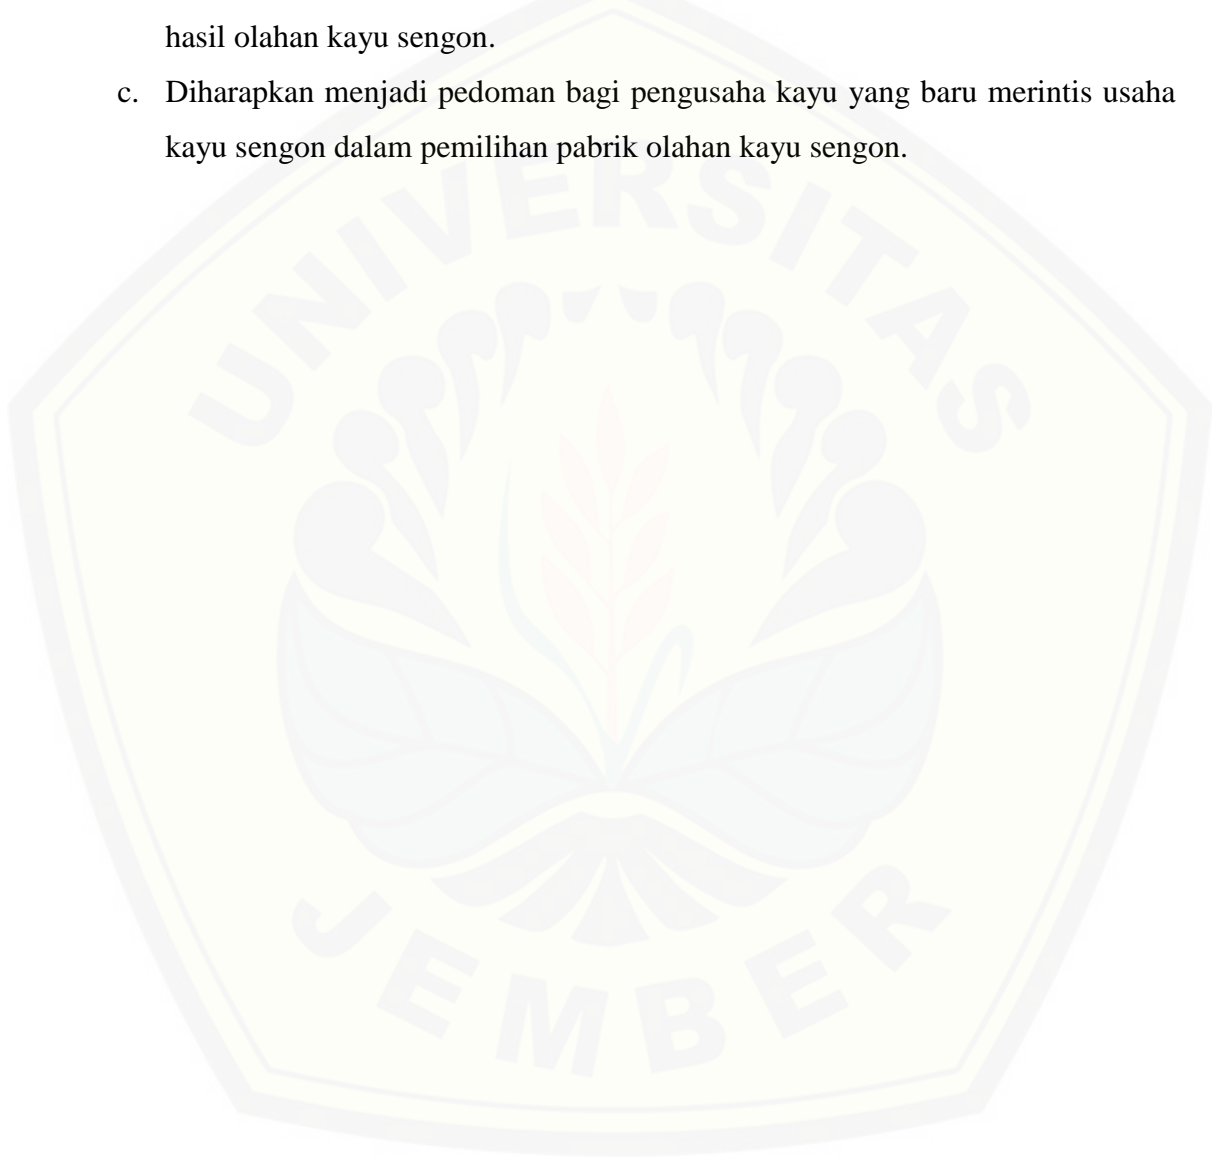 hasil olahan kayu sengon.
c. Diharapkan menjadi pedoman bagi pengusaha kayu yang baru merintis usaha
kayu sengon dalam pemilihan pabrik olahan kayu sengon.
UNIVERSITAS
JEMBER